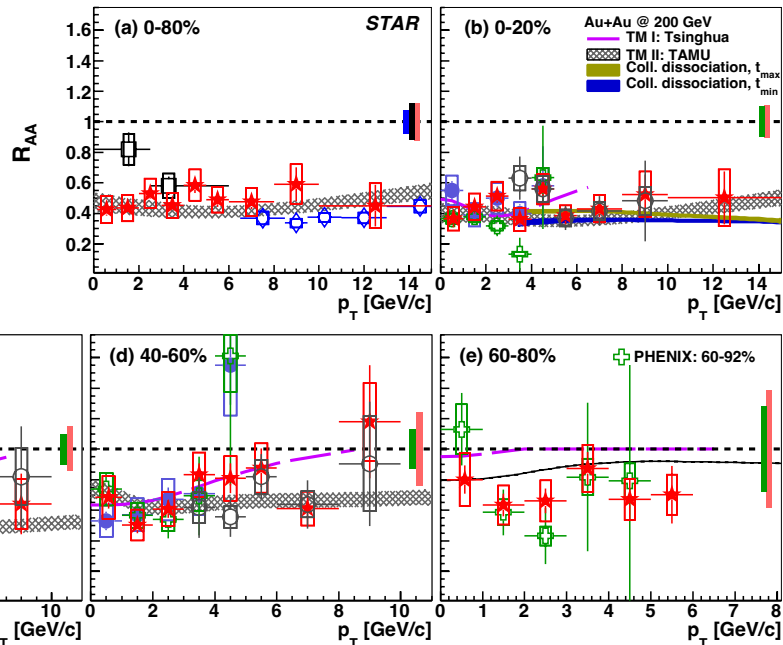 (a) 0-80%
STAR
(b) 0-20%
Au+Au @ 200 GeV
TM I: Tsinghua
TM II: TAMU
Coll. dissociation, t_max
Coll. dissociation, t_min
R_AA
1.6
1.4
1.2
1
0.8
0.6
0.4
0.2
0 2 4 6 8 10 12 14
0 2 4 6 8 10 12 14
p_T [GeV/c]
p_T [GeV/c]
(d) 40-60%
(e) 60-80%
PHENIX: 60-92%
10
0 2 4 6 8 10
0 1 2 3 4 5 6 7 8
p_T [GeV/c]
p_T [GeV/c]
p_T [GeV/c]